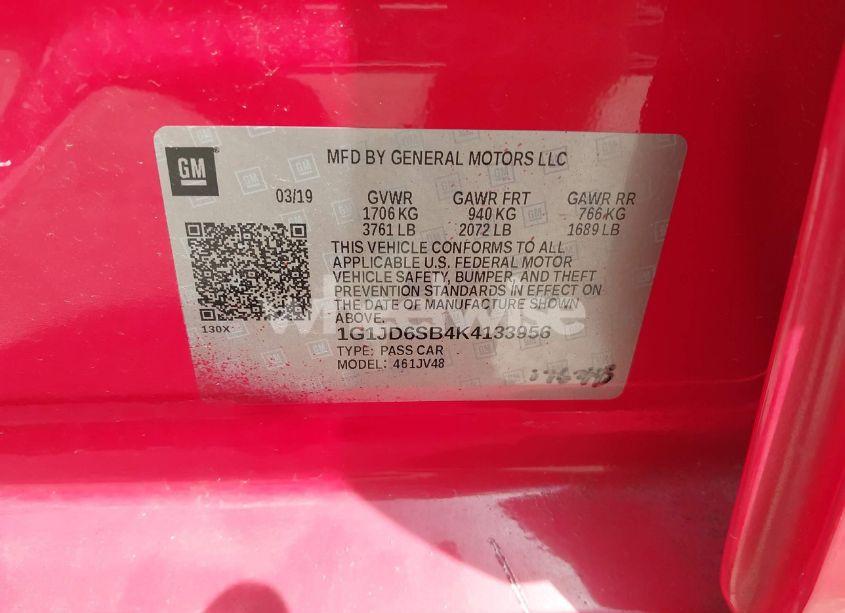 GM
MFD BY GENERAL MOTORS LLC
03/19 GVWR GAWR FRT GAWR RR
1706 KG 940 KG 766 KG
3761 LB 2072 LB 1689 LB
THIS VEHICLE CONFORMS TO ALL
APPLICABLE U.S. FEDERAL MOTOR
VEHICLE SAFETY, BUMPER, AND THEFT
PREVENTION STANDARDS IN EFFECT ON
THE DATE OF MANUFACTURE SHOWN
ABOVE.
130X
wheelwise
1G1JD6SB4K4133956
TYPE: PASS CAR
MODEL: 461JV48